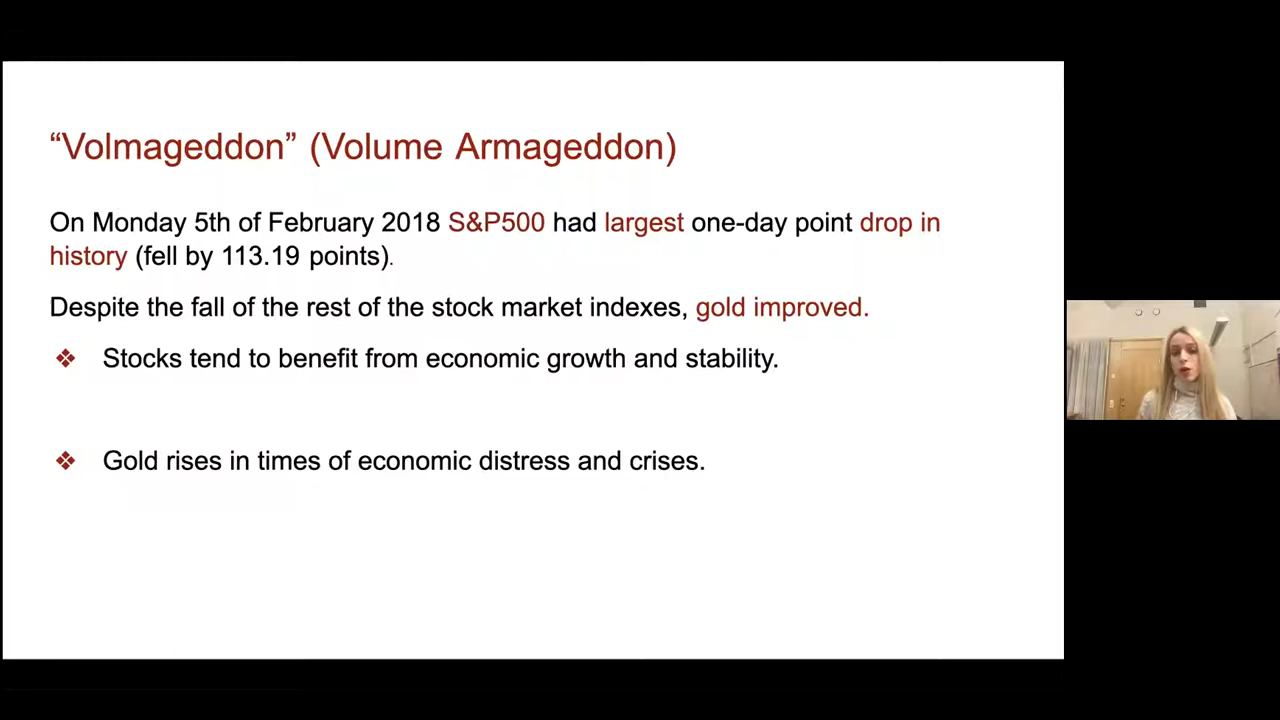 “Volmageddon” (Volume Armageddon)
On Monday 5th of February 2018 S&P500 had largest one-day point drop in
history (fell by 113.19 points).
Despite the fall of the rest of the stock market indexes, gold improved.
❖ Stocks tend to benefit from economic growth and stability.
❖ Gold rises in times of economic distress and crises.